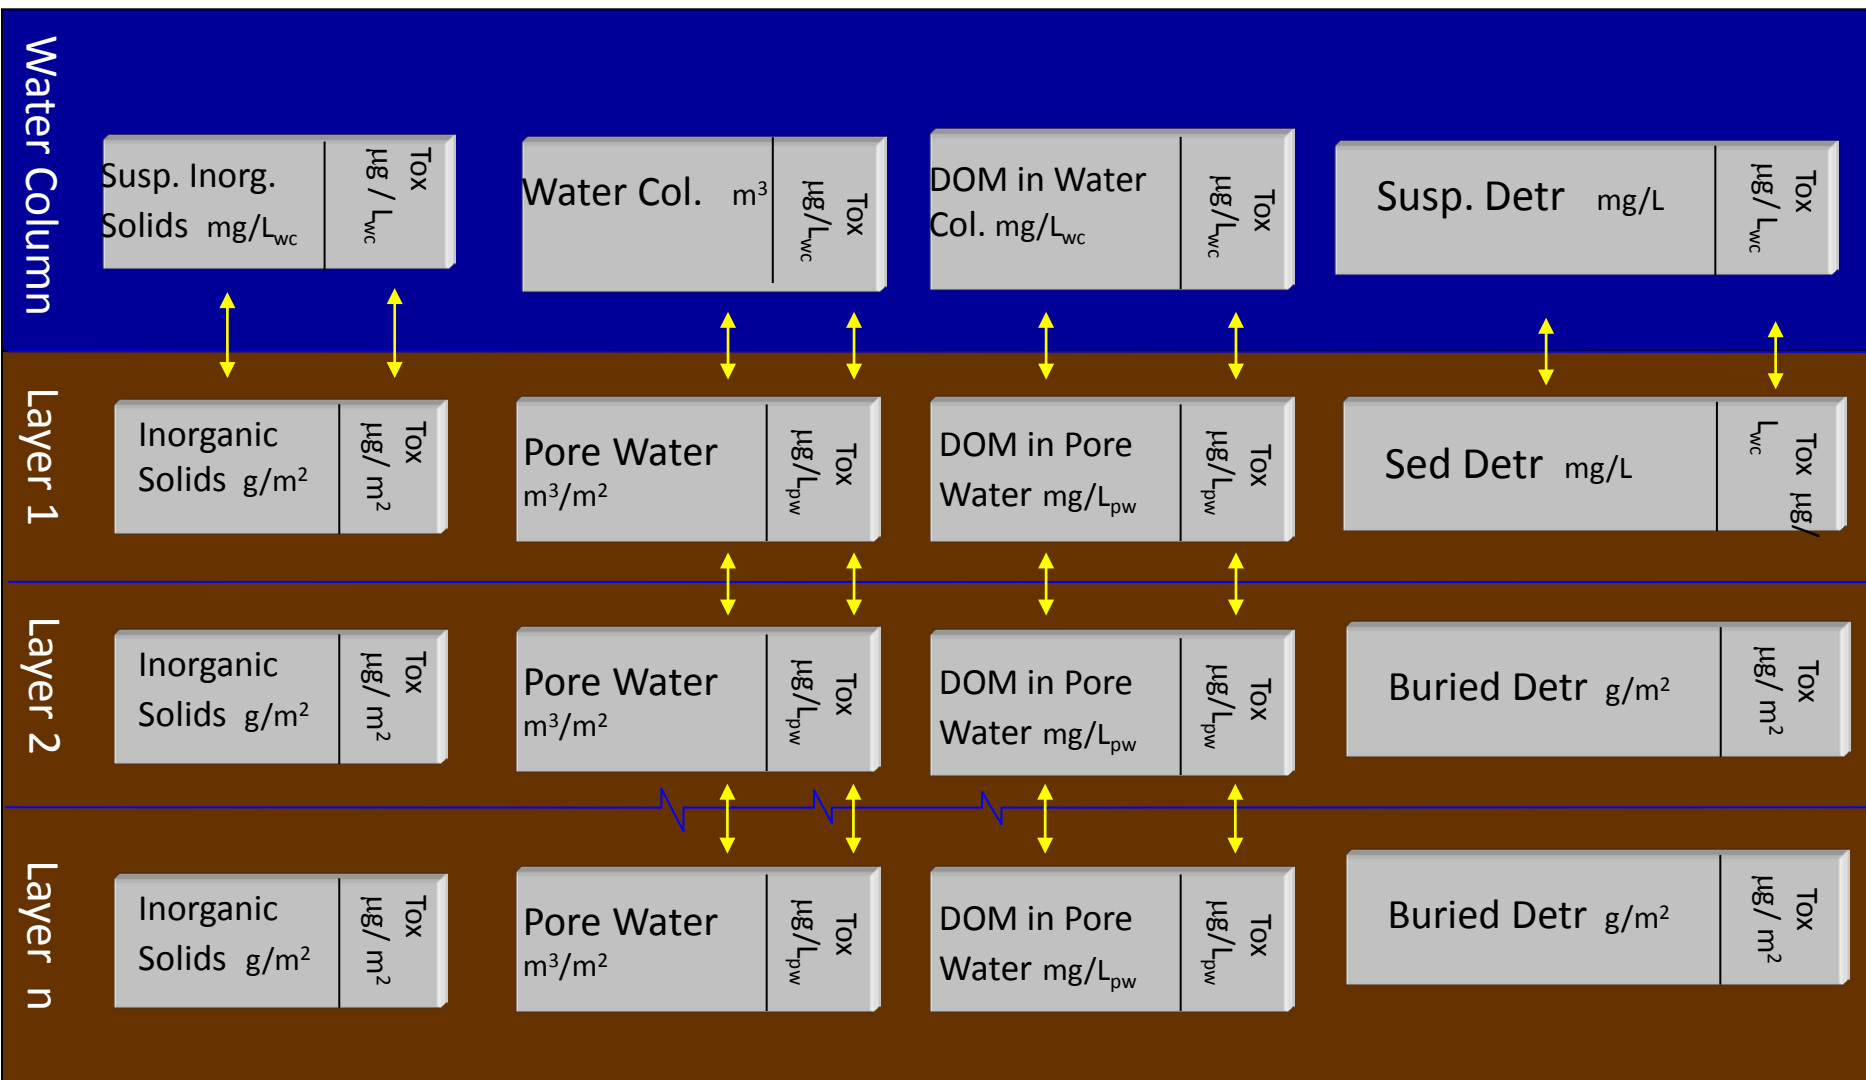 Water Column
Susp. Inorg.
Solids mg/Lwc
Tox
µg / Lwc
Water Col. m³
Tox
µg/Lwc
DOM in Water
Col. mg/Lwc
Tox
µg/Lwc
Susp. Detr mg/L
Tox
µg/ Lwc
Layer 1
Inorganic
Solids g/m²
Tox
µg/ m²
Pore Water
m³/m²
Tox
µg/Lpw
DOM in Pore
Water mg/Lpw
Tox
µg/Lpw
Sed Detr mg/L
Tox µg/
Lwc
Layer 2
Inorganic
Solids g/m²
Tox
µg/ m²
Pore Water
m³/m²
Tox
µg/Lpw
DOM in Pore
Water mg/Lpw
Tox
µg/Lpw
Buried Detr g/m²
Tox
µg/ m²
Layer n
Inorganic
Solids g/m²
Tox
µg/ m²
Pore Water
m³/m²
Tox
µg/Lpw
DOM in Pore
Water mg/Lpw
Tox
µg/Lpw
Buried Detr g/m²
Tox
µg/ m²